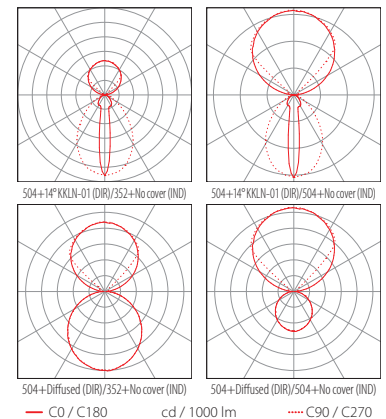 504+14° KKLN-01 (DIR)/352+No cover (IND)
504+14° KKLN-01 (DIR)/504+No cover (IND)
504+Diffused (DIR)/352+No cover (IND)
504+Diffused (DIR)/504+No cover (IND)
C0 / C180 cd / 1000 lm C90 / C270